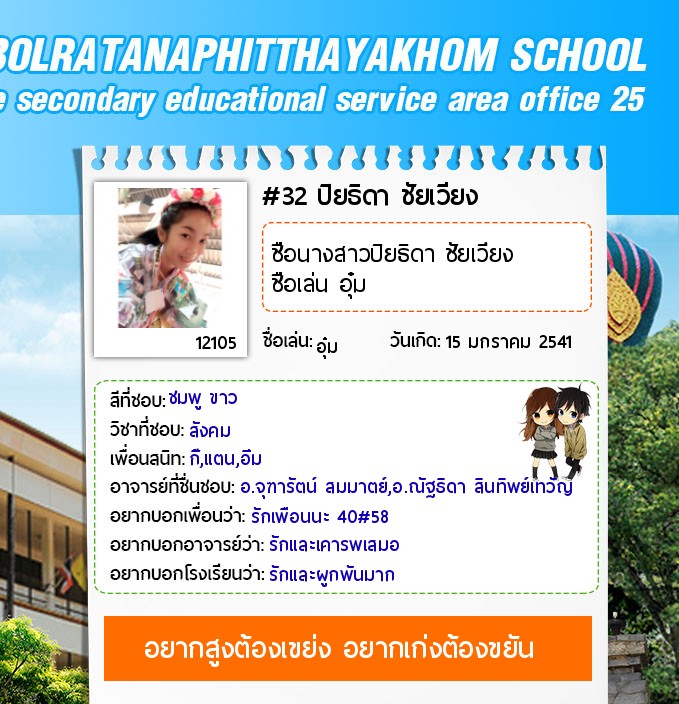 BOLRATANAPHITTHAYAKHOM SCHOOL
e secondary educational service area office 25
#32 ปิยธิดา ชัยเวียง
ชื่อนางสาวปิยธิดา ชัยเวียง
ชื่อเล่น อุ๋ม
12105
ชื่อเล่น: อุ๋ม วันเกิด: 15 มกราคม 2541
สีที่ชอบ: ชมพู ขาว
วิชาที่ชอบ: สังคม
เพื่อนสนิท: กี้,แตน,อีม
อาจารย์ที่ชื่นชอบ: อ.จุฑารัตน์ สมมาตย์,อ.ณัฐธิดา สินทิพย์เทวัญ
อยากบอกเพื่อนว่า: รักเพื่อนนะ 40#58
อยากบอกอาจารย์ว่า: รักและเคารพเสมอ
อยากบอกโรงเรียนว่า: รักและผูกพันมาก
อยากสูงต้องเขย่ง อยากเก่งต้องขยัน